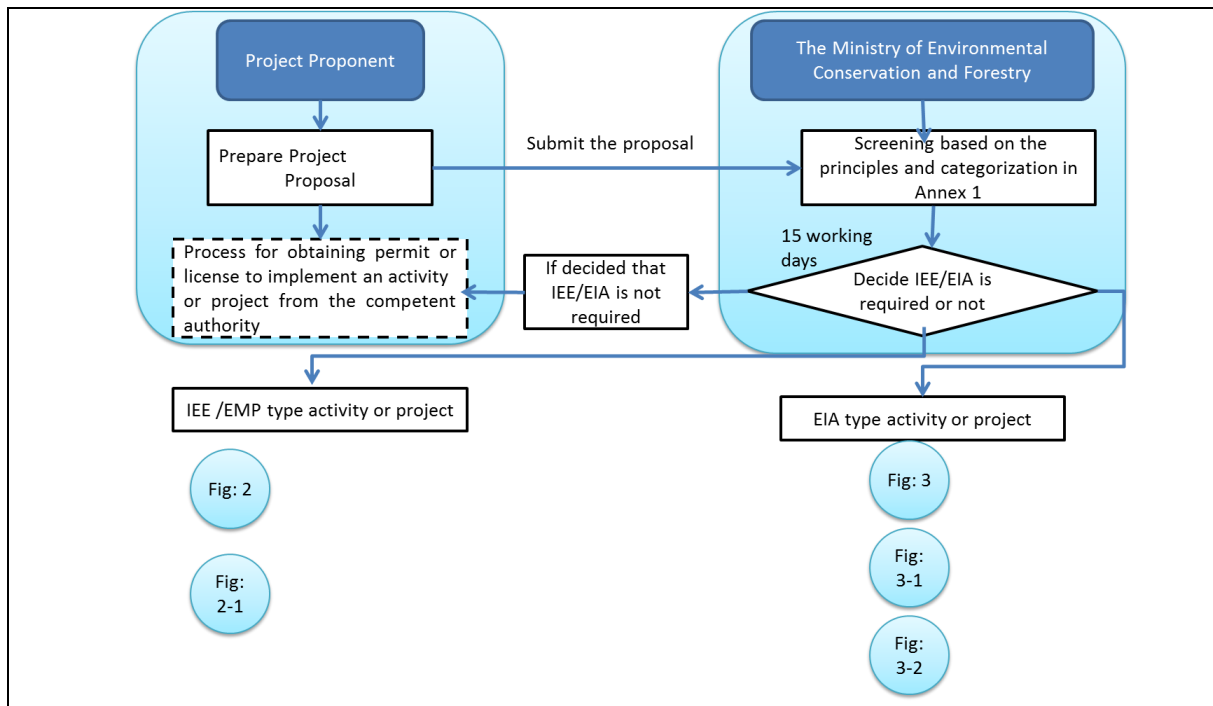 Project Proponent
The Ministry of Environmental
Conservation and Forestry
Prepare Project
Proposal
Submit the proposal
Screening based on the
principles and categorization in
Annex 1
Process for obtaining permit or
license to implement an activity
or project from the competent
authority
If decided that
IEE/EIA is not
required
15 working
days
Decide IEE/EIA is
required or not
IEE /EMP type activity or project
EIA type activity or project
Fig: 2
Fig: 3
Fig:
2-1
Fig:
3-1
Fig:
3-2